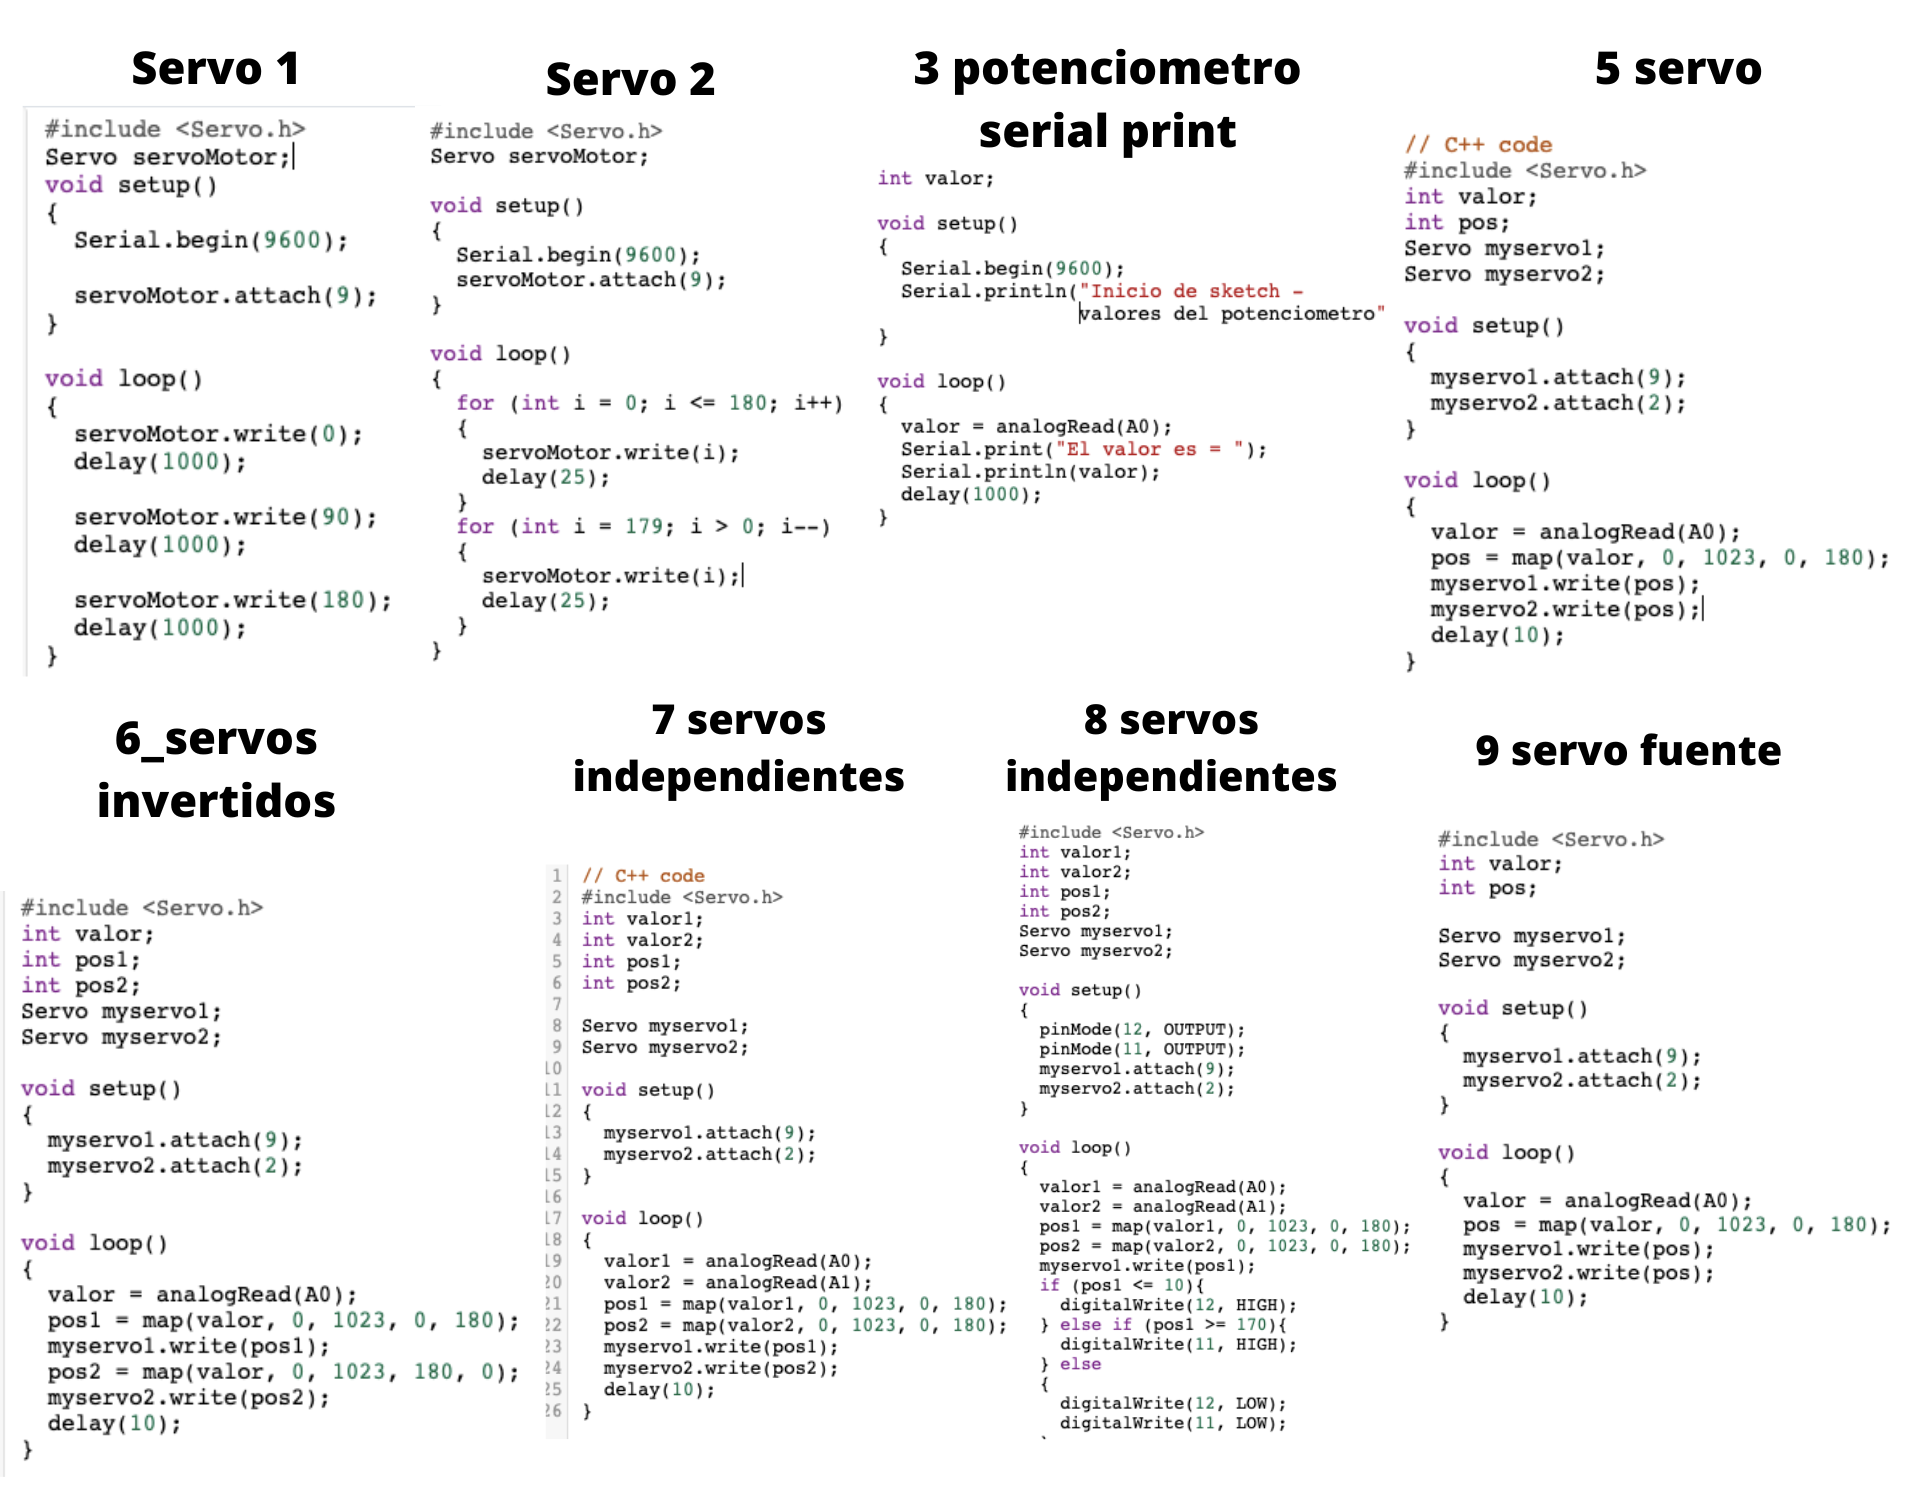 Servo 1
#include <Servo.h>
Servo servoMotor;
void setup()
{
  Serial.begin(9600);

  servoMotor.attach(9);
}

void loop()
{
  servoMotor.write(0);
  delay(1000);

  servoMotor.write(90);
  delay(1000);

  servoMotor.write(180);
  delay(1000);
}

Servo 2
#include <Servo.h>
Servo servoMotor;

void setup()
{
  Serial.begin(9600);
  servoMotor.attach(9);
}

void loop()
{
  for (int i = 0; i <= 180; i++)
  {
    servoMotor.write(i);
    delay(25);
  }
  for (int i = 179; i > 0; i--)
  {
    servoMotor.write(i);
    delay(25);
  }
}

3 potenciometro
serial print
int valor;

void setup()
{
  Serial.begin(9600);
  Serial.println("Inicio de sketch -
                 valores del potenciometro"
}

void loop()
{
  valor = analogRead(A0);
  Serial.print("El valor es = ");
  Serial.println(valor);
  delay(1000);
}

5 servo
// C++ code
#include <Servo.h>
int valor;
int pos;
Servo myservo1;
Servo myservo2;

void setup()
{
  myservo1.attach(9);
  myservo2.attach(2);
}

void loop()
{
  valor = analogRead(A0);
  pos = map(valor, 0, 1023, 0, 180);
  myservo1.write(pos);
  myservo2.write(pos);
  delay(10);
}

6_servos
invertidos
#include <Servo.h>
int valor;
int pos1;
int pos2;
Servo myservo1;
Servo myservo2;

void setup()
{
  myservo1.attach(9);
  myservo2.attach(2);
}

void loop()
{
  valor = analogRead(A0);
  pos1 = map(valor, 0, 1023, 0, 180);
  myservo1.write(pos1);
  pos2 = map(valor, 0, 1023, 180, 0);
  myservo2.write(pos2);
  delay(10);
}

7 servos
independientes
1 // C++ code
2 #include <Servo.h>
3 int valor1;
4 int valor2;
5 int pos1;
6 int pos2;
7
8 Servo myservo1;
9 Servo myservo2;
10
11 void setup()
12 {
13   myservo1.attach(9);
14   myservo2.attach(2);
15 }
16
17 void loop()
18 {
19   valor1 = analogRead(A0);
20   valor2 = analogRead(A1);
21   pos1 = map(valor1, 0, 1023, 0, 180);
22   pos2 = map(valor2, 0, 1023, 0, 180);
23   myservo1.write(pos1);
24   myservo2.write(pos2);
25   delay(10);
26 }

8 servos
independientes
#include <Servo.h>
int valor1;
int valor2;
int pos1;
int pos2;
Servo myservo1;
Servo myservo2;

void setup()
{
  pinMode(12, OUTPUT);
  pinMode(11, OUTPUT);
  myservo1.attach(9);
  myservo2.attach(2);
}

void loop()
{
  valor1 = analogRead(A0);
  valor2 = analogRead(A1);
  pos1 = map(valor1, 0, 1023, 0, 180);
  pos2 = map(valor2, 0, 1023, 0, 180);
  myservo1.write(pos1);
  if (pos1 <= 10){
    digitalWrite(12, HIGH);
  } else if (pos1 >= 170){
    digitalWrite(11, HIGH);
  } else
  {
    digitalWrite(12, LOW);
    digitalWrite(11, LOW);

9 servo fuente
#include <Servo.h>
int valor;
int pos;

Servo myservo1;
Servo myservo2;

void setup()
{
  myservo1.attach(9);
  myservo2.attach(2);
}

void loop()
{
  valor = analogRead(A0);
  pos = map(valor, 0, 1023, 0, 180);
  myservo1.write(pos);
  myservo2.write(pos);
  delay(10);
}